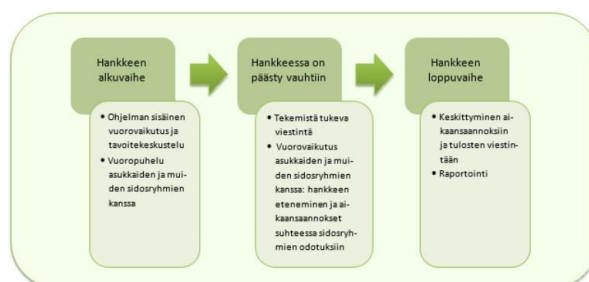 Hankkeen
alkuvaihe
• Ohjelman sisäinen
vuorovaikutus ja
tavoitekeskustelu
• Vuoropuhelu
asukkaiden ja mui-
den sidosryhmien
kanssa
Hankkeessa on
päästy vauhtiin
• Tekemistä tukeva
viestintä
• Vuorovaikutus
asukkaiden ja mui-
den sidosryhmien
kanssa: hankkeen
eteneminen ja ai-
kaansaannokset
suhteessa sidosryh-
mien odotuksiin
Hankkeen
loppuvaihe
• Keskittyminen ai-
kaansaannoksiin
ja tulosten viestin-
tään
• Raportointi